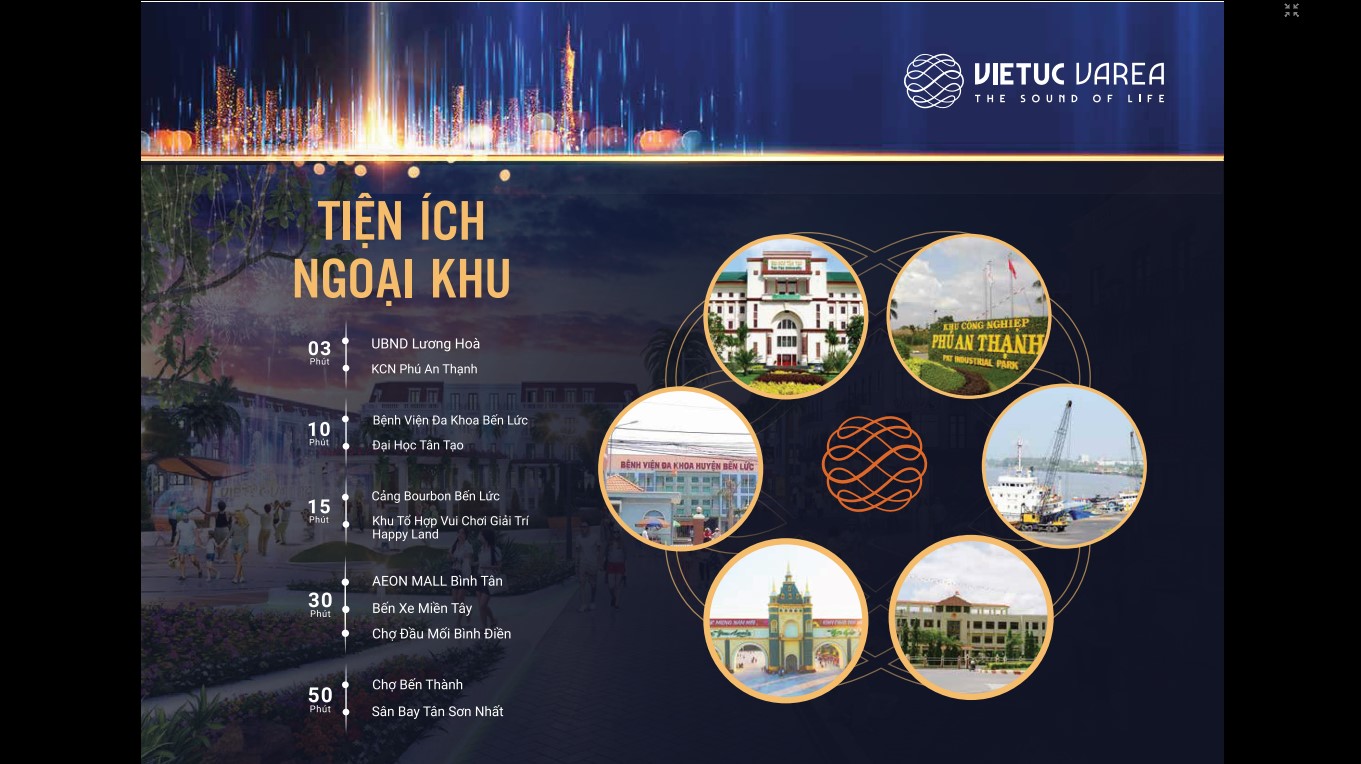 VIETUC VAREA
THE SOUND OF LIFE
TIỆN ÍCH
NGOẠI KHU
03
Phút
UBND Lương Hoà
KCN Phú An Thạnh
10
Phút
Bệnh Viện Đa Khoa Bến Lức
Đại Học Tân Tạo
15
Phút
Cảng Bourbon Bến Lức
Khu Tổ Hợp Vui Chơi Giải Trí
Happy Land
30
Phút
AEON MALL Bình Tân
Bến Xe Miền Tây
Chợ Đầu Mối Bình Điền
50
Phút
Chợ Bến Thành
Sân Bay Tân Sơn Nhất
KHU CÔNG NGHIỆP
PHÚ AN THẠNH
PAT INDUSTRIAL PARK
BỆNH VIỆN ĐA KHOA HUYỆN BẾN LỨC